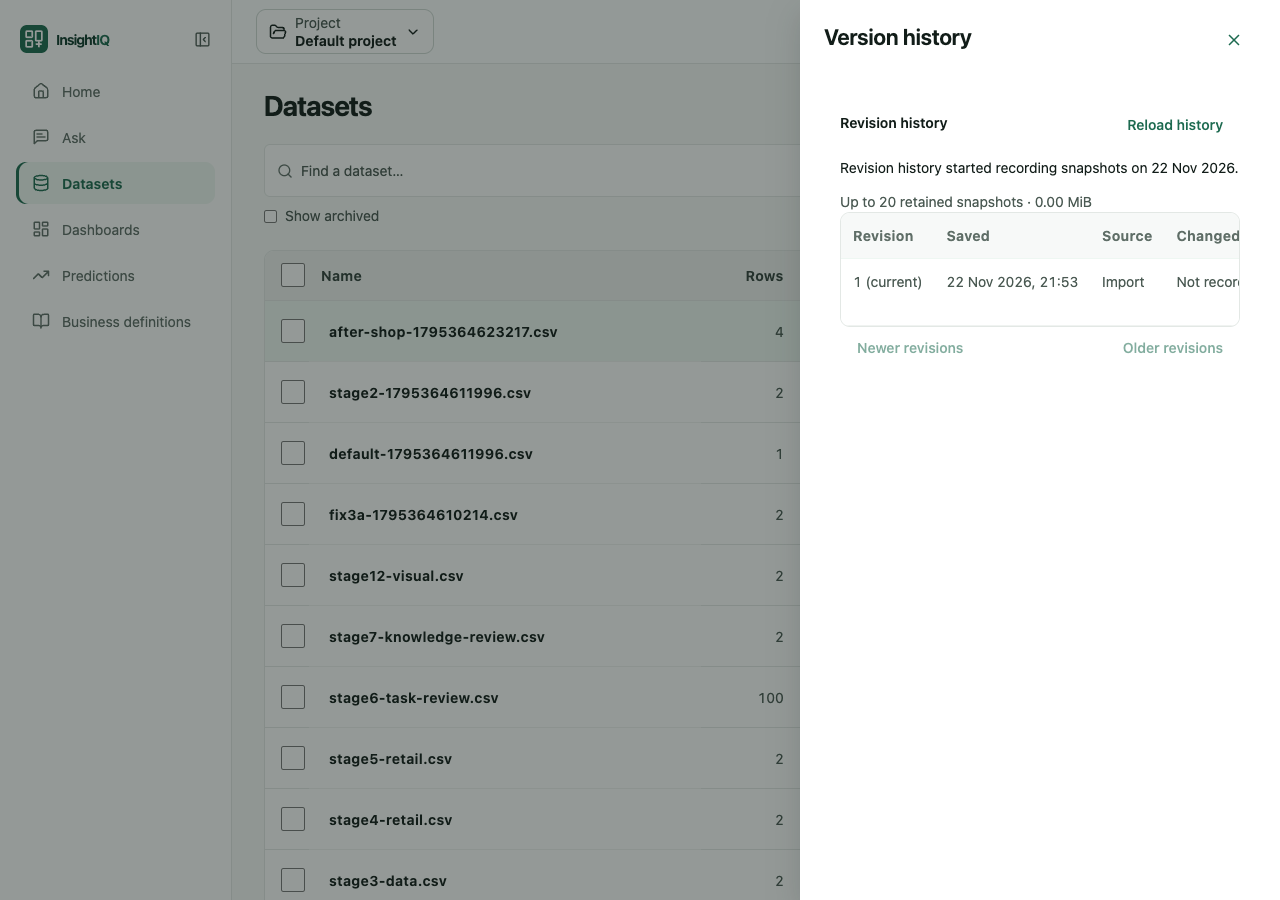 InsightIQ
Home
Ask
Datasets
Dashboards
Predictions
Business definitions
Project
Default project
Datasets
Find a dataset...
Show archived
Name Rows
after-shop-1795364623217.csv 4
stage2-1795364611996.csv 2
default-1795364611996.csv 1
fix3a-1795364610214.csv 2
stage12-visual.csv 2
stage7-knowledge-review.csv 2
stage6-task-review.csv 100
stage5-retail.csv 2
stage4-retail.csv 2
stage3-data.csv 2
Version history
Revision history Reload history
Revision history started recording snapshots on 22 Nov 2026.
Up to 20 retained snapshots · 0.00 MiB
Revision Saved Source Changed
1 (current) 22 Nov 2026, 21:53 Import Not recor
Newer revisions Older revisions